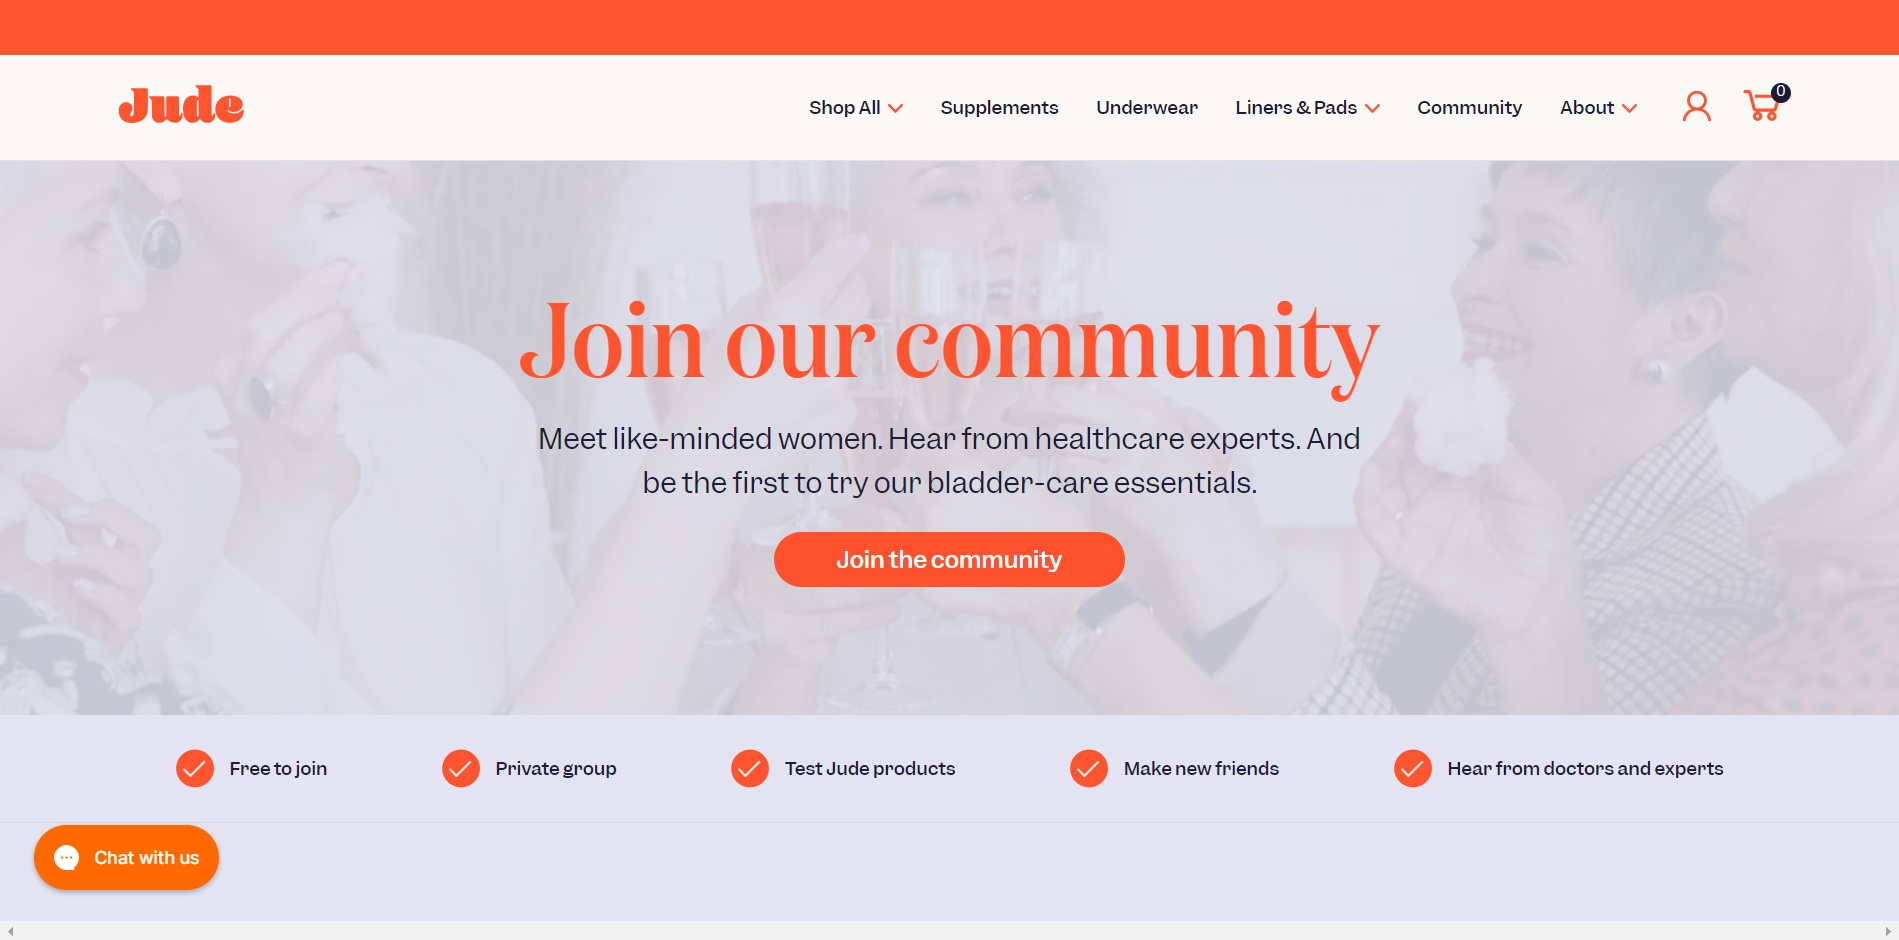 Jude
Shop All
Supplements
Underwear
Liners & Pads
Community
About
0
Join our community
Meet like-minded women. Hear from healthcare experts. And
be the first to try our bladder-care essentials.
Join the community
Free to join
Private group
Test Jude products
Make new friends
Hear from doctors and experts
Chat with us